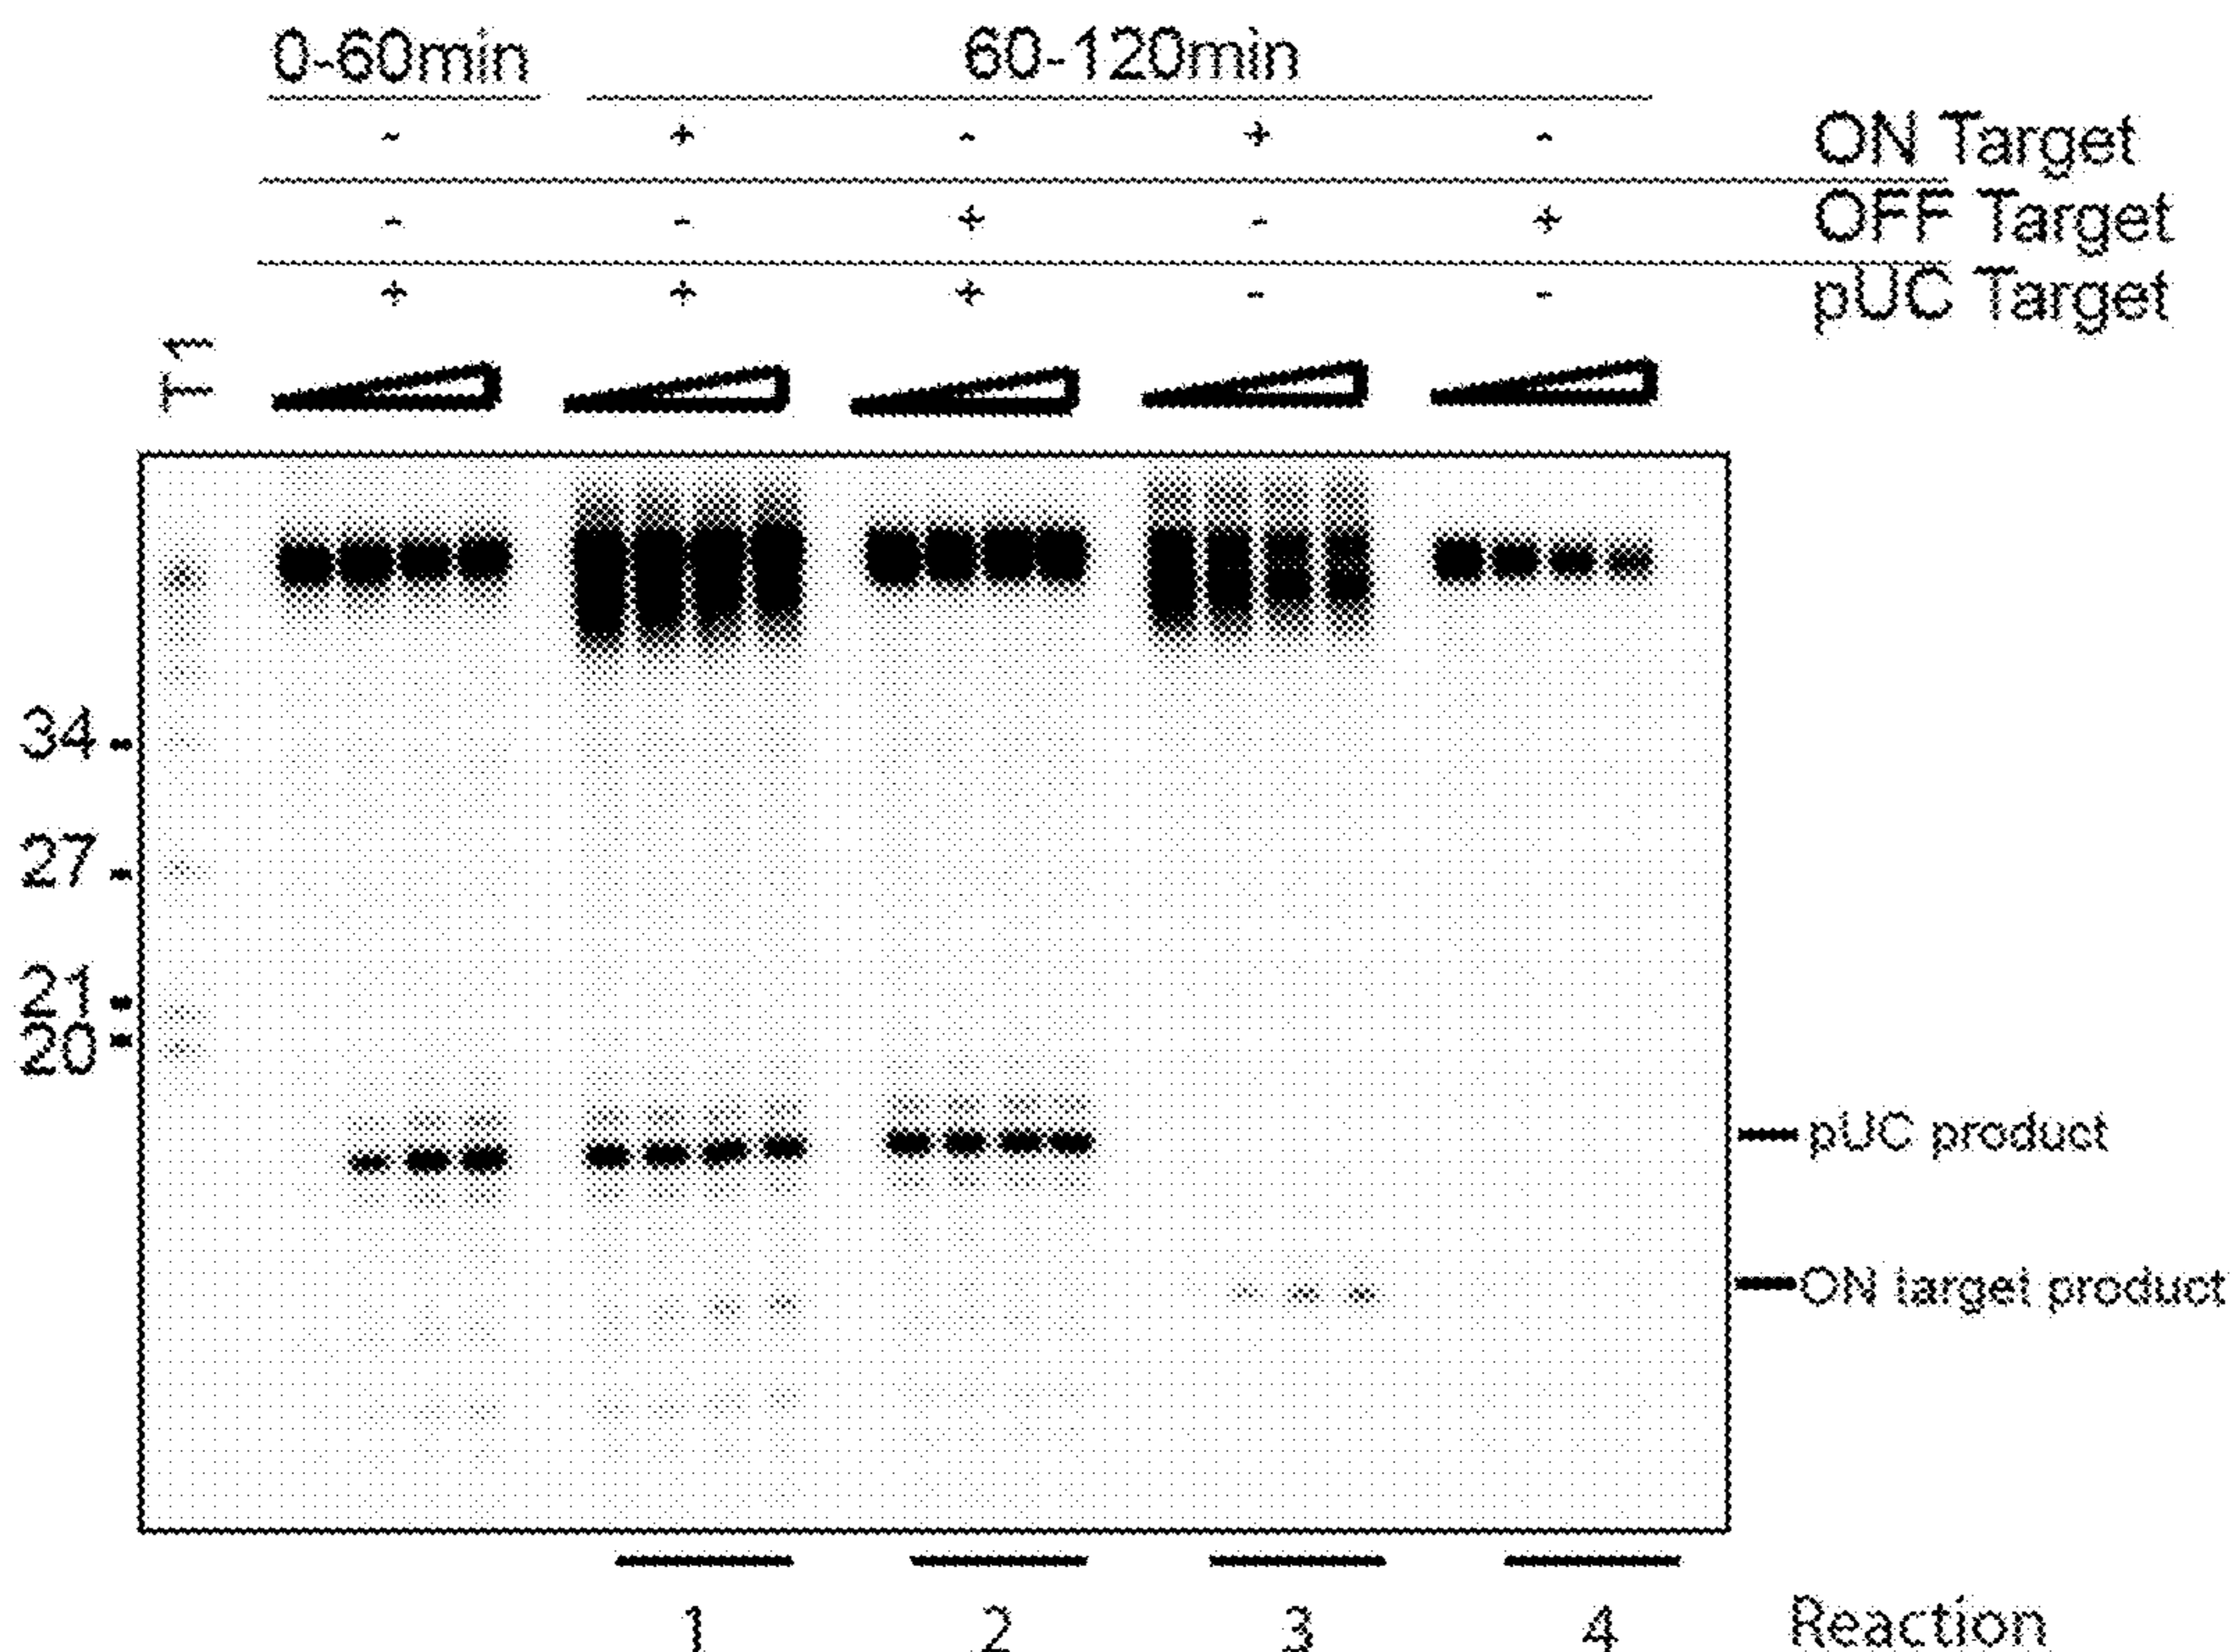 0-60min 60-120min
- + - + - ON Target
- - + - + OFF Target
+ + + - - pUC Target
T1
34
27
21
20
pUC product
ON target product
1 2 3 4 Reaction